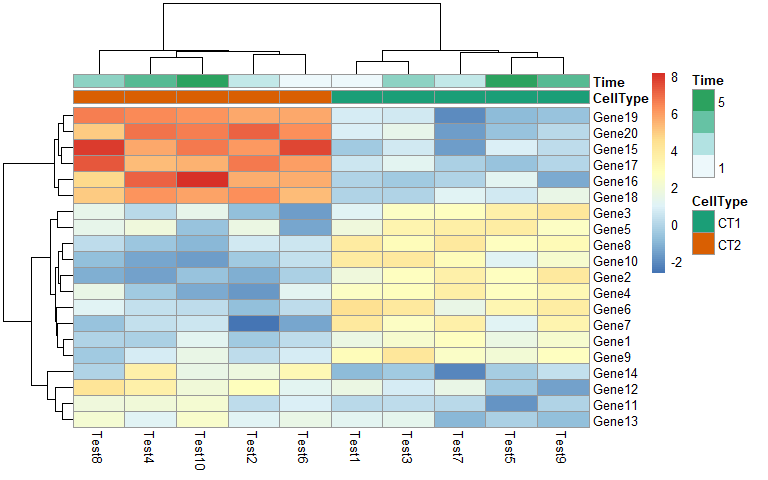 Time
CellType
Gene19
Gene20
Gene15
Gene17
Gene16
Gene18
Gene3
Gene5
Gene8
Gene10
Gene2
Gene4
Gene6
Gene7
Gene1
Gene9
Gene14
Gene12
Gene11
Gene13
Test8
Test4
Test10
Test2
Test6
Test1
Test3
Test7
Test5
Test9
8
6
4
2
0
-2
Time
5
1
CellType
CT1
CT2